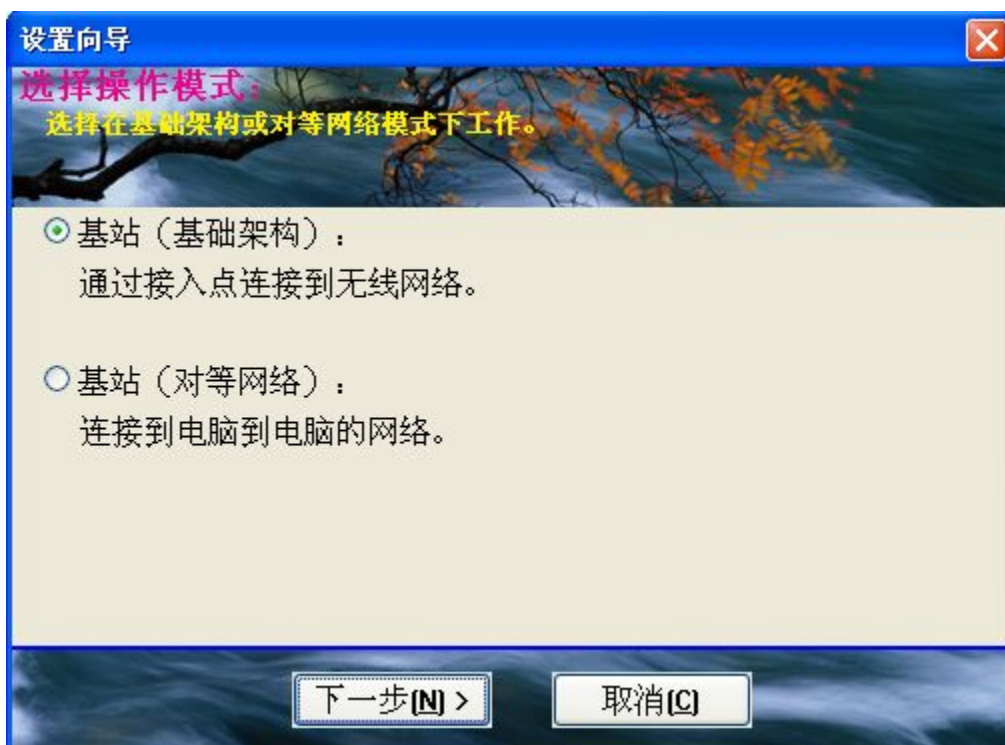 设置向导
选择操作模式：
选择在基础架构或对等网络模式下工作。
基站（基础架构）：
通过接入点连接到无线网络。
基站（对等网络）：
连接到电脑到电脑的网络。
下一步(N) >
取消(C)